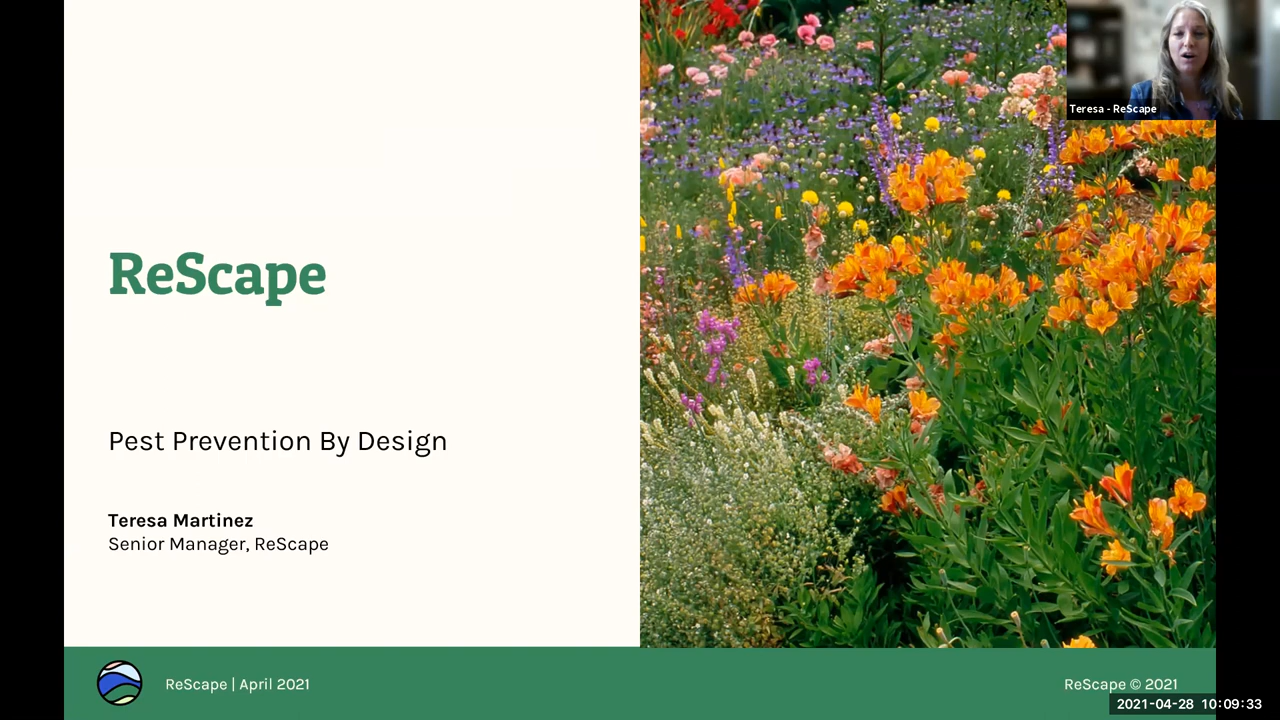 Teresa - ReScape
ReScape
Pest Prevention By Design
Teresa Martinez
Senior Manager, ReScape
ReScape | April 2021
ReScape © 2021
2021-04-28 10:09:33